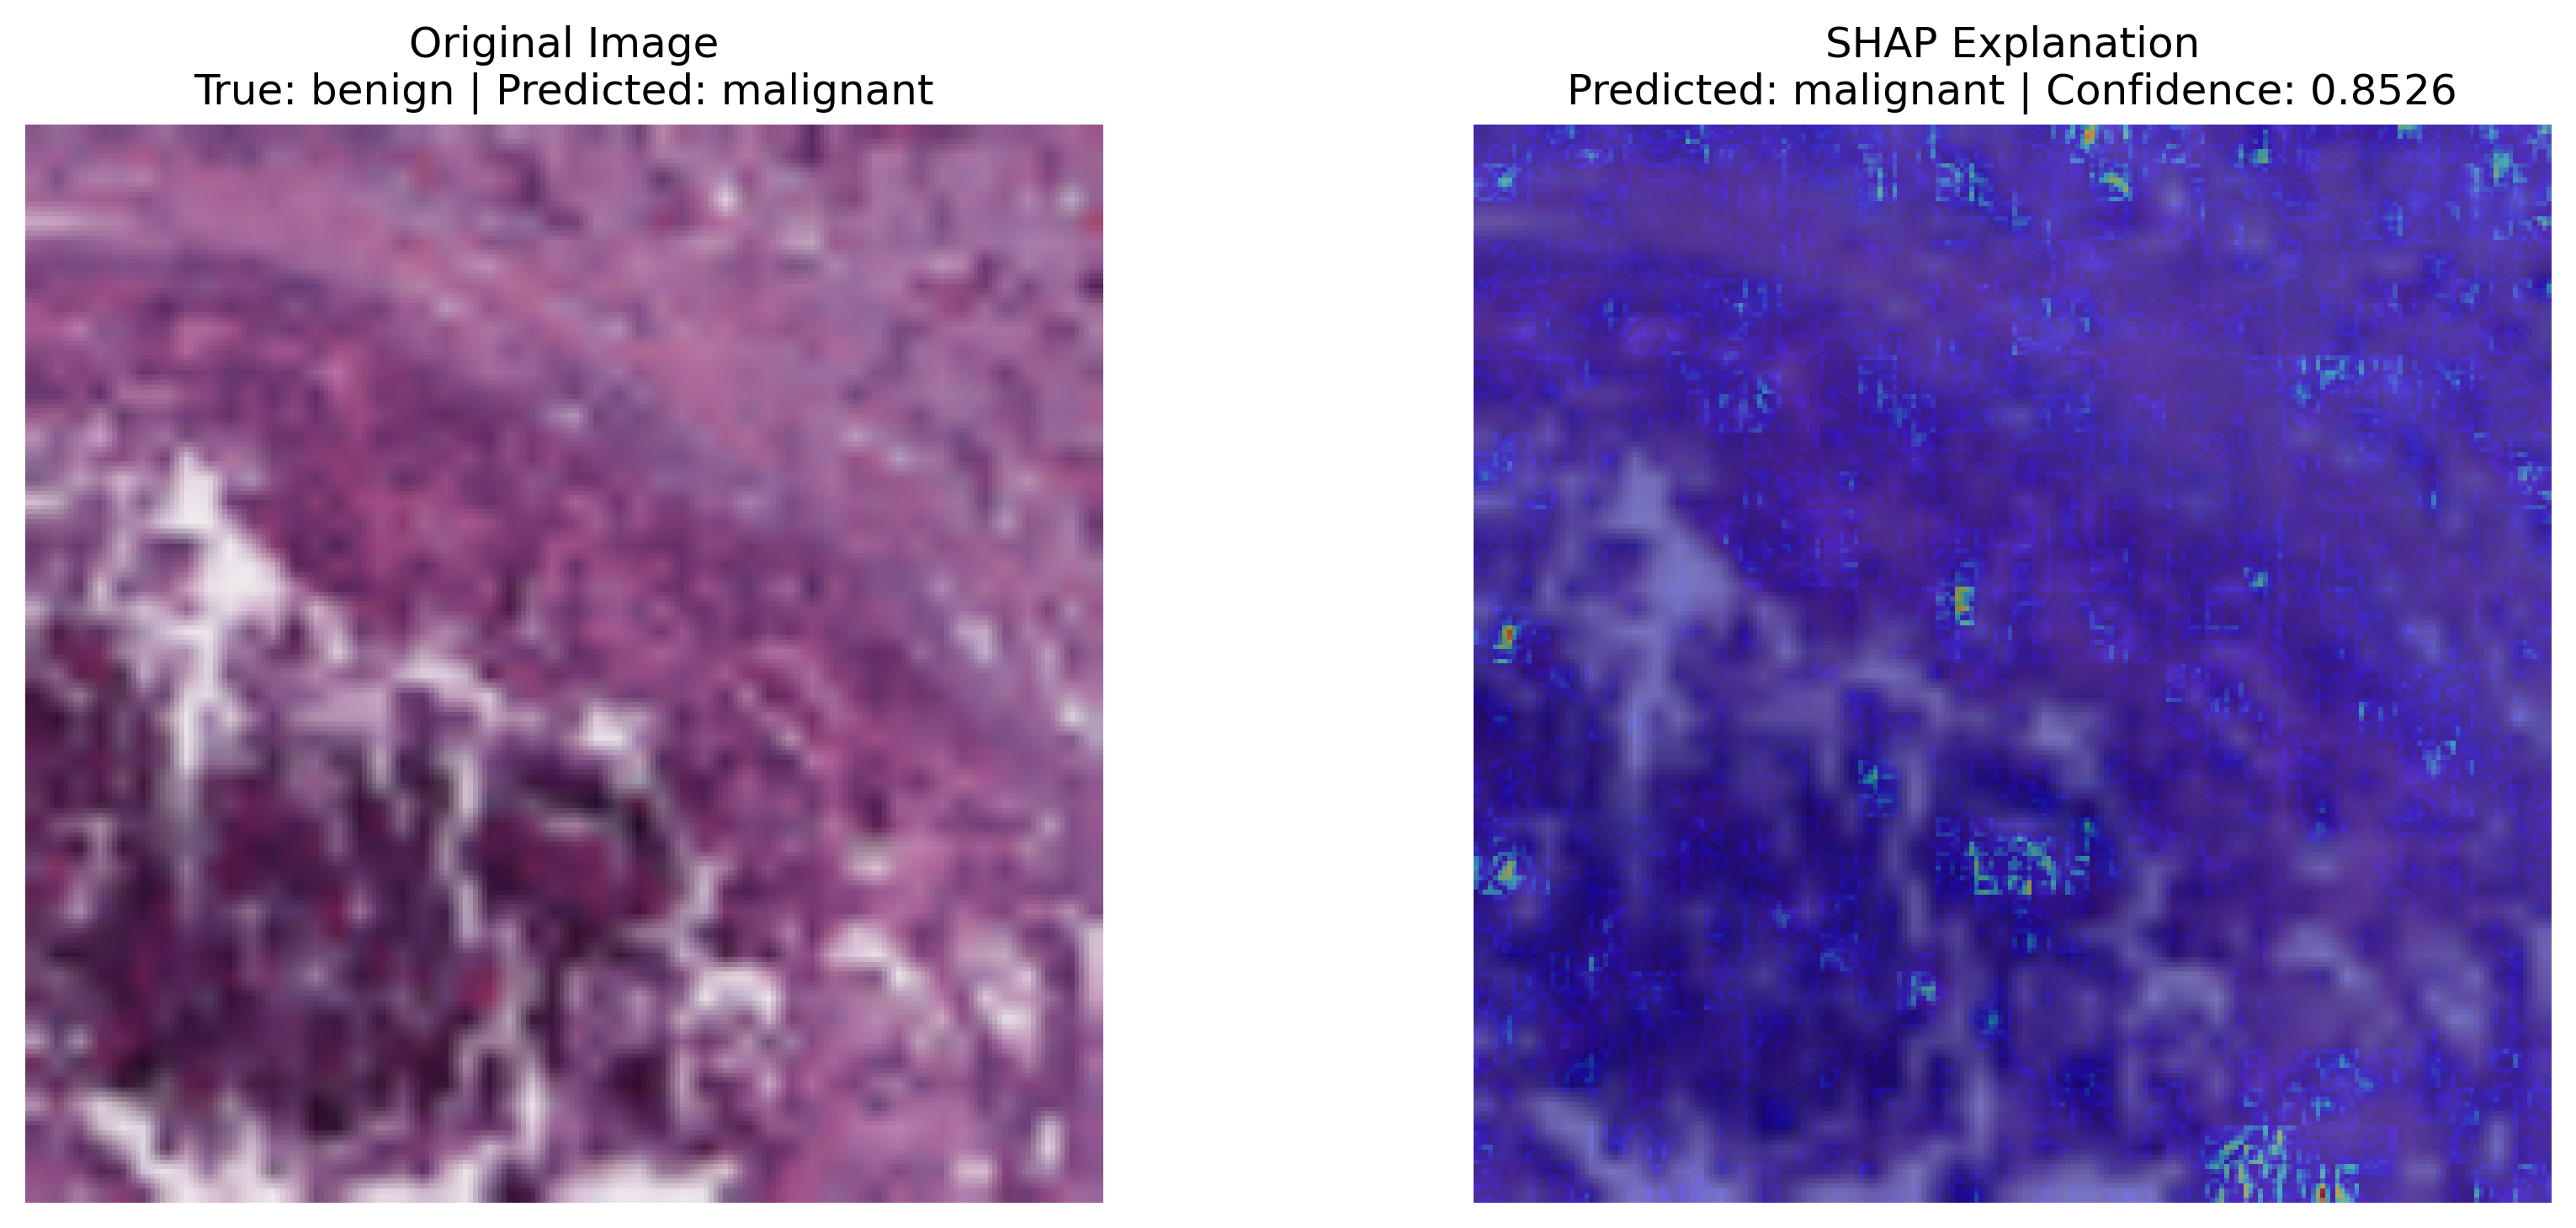 Original Image
True: benign | Predicted: malignant
SHAP Explanation
Predicted: malignant | Confidence: 0.8526